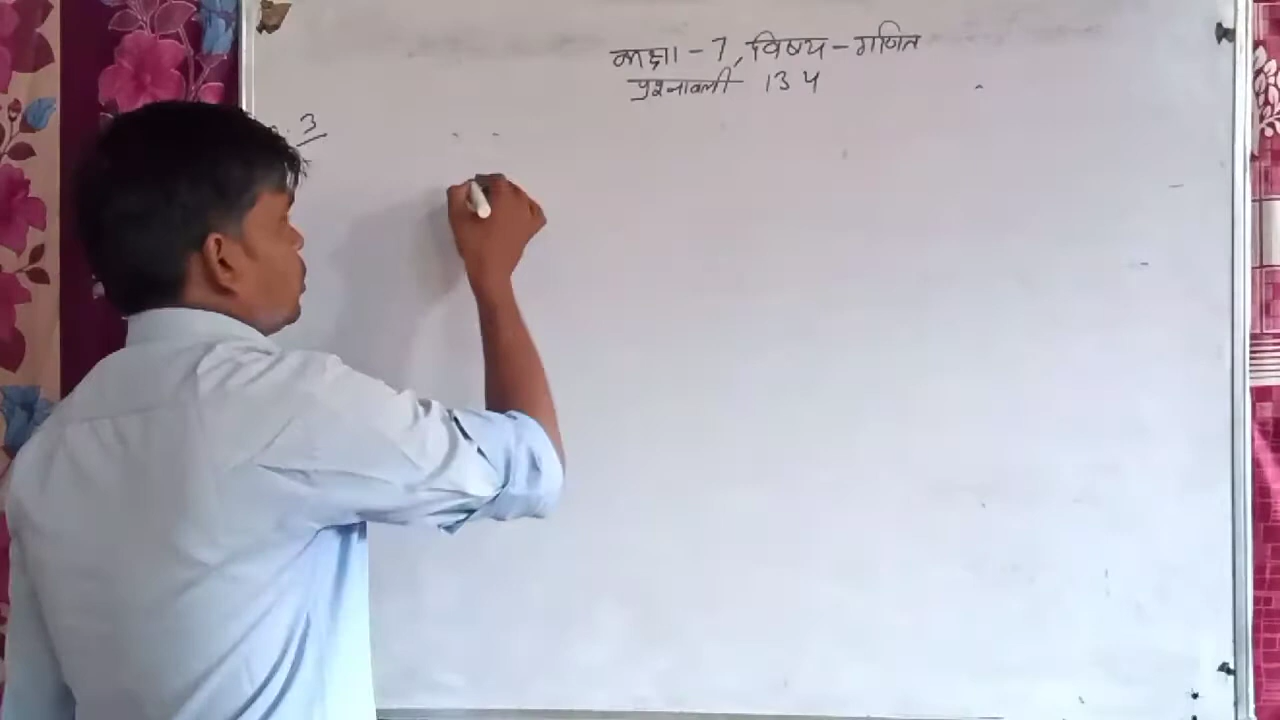 कक्षा - 7, विषय - गणित
प्रश्नावली 13 4
3